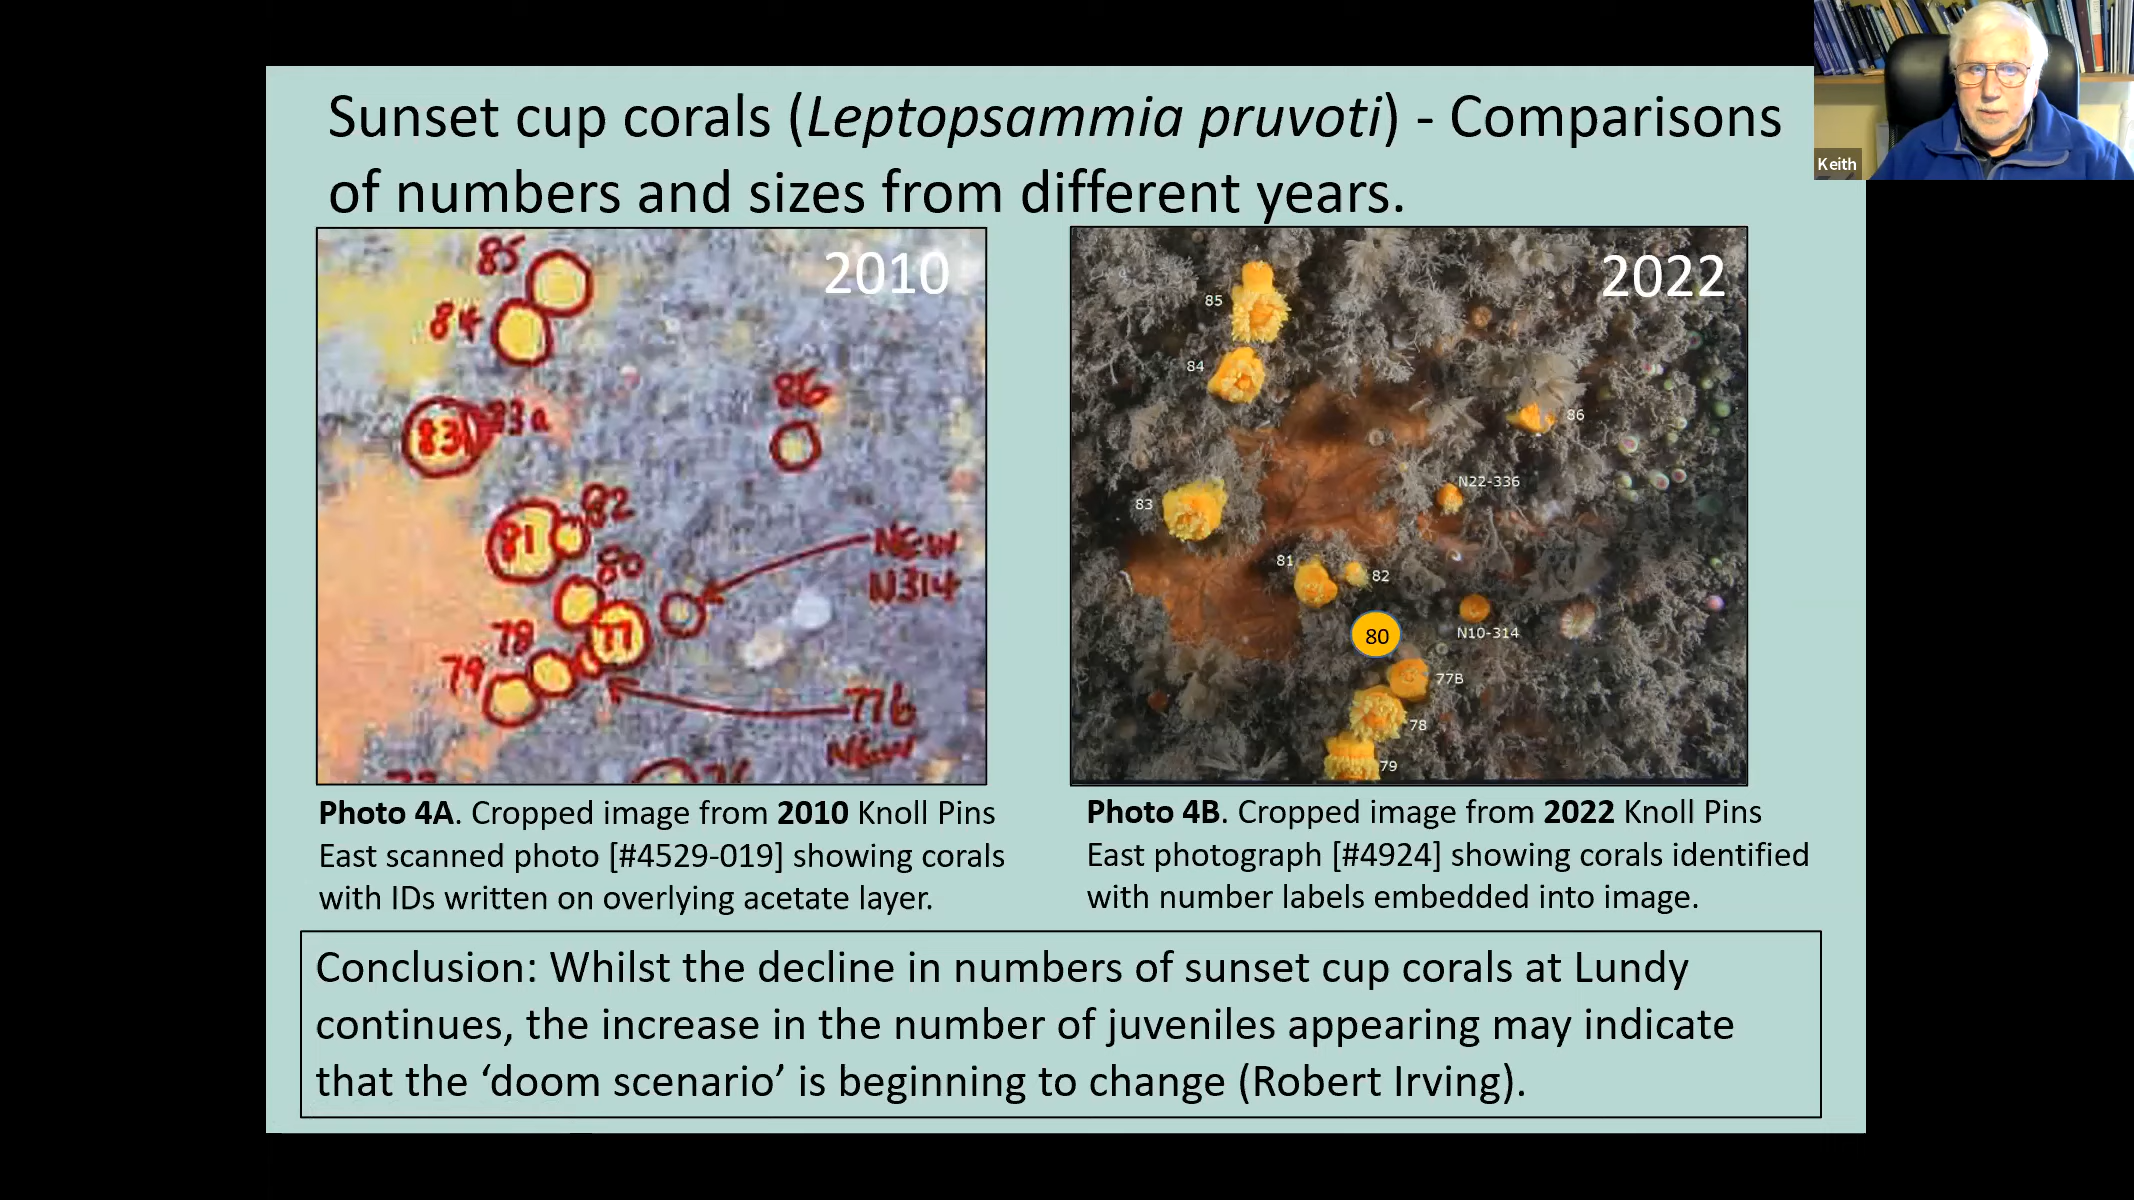 Sunset cup corals (Leptopsammia pruvoti) - Comparisons
of numbers and sizes from different years.
Keith
2010
85
84
86
83
83a
82
81
80
NEW
N314
77
78
79
77b
NEW
76
2022
85
84
86
N22-336
83
81
82
80
N10-314
77B
78
79
Photo 4A. Cropped image from 2010 Knoll Pins
East scanned photo [#4529-019] showing corals
with IDs written on overlying acetate layer.
Photo 4B. Cropped image from 2022 Knoll Pins
East photograph [#4924] showing corals identified
with number labels embedded into image.
Conclusion: Whilst the decline in numbers of sunset cup corals at Lundy
continues, the increase in the number of juveniles appearing may indicate
that the ‘doom scenario’ is beginning to change (Robert Irving).